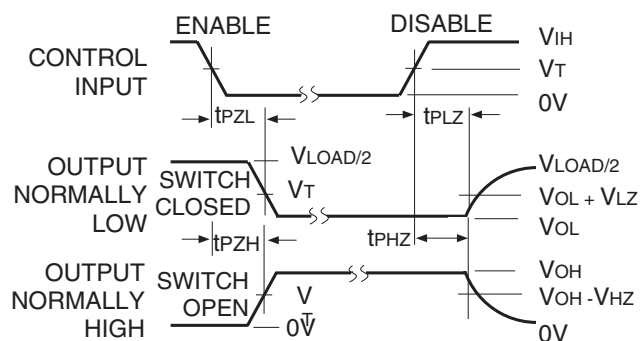 ENABLE DISABLE
CONTROL INPUT
VIH
VT
0V
tPZL tPLZ
OUTPUT NORMALLY LOW
SWITCH CLOSED
VLOAD/2
VT
VLOAD/2
VOL + VLZ
VOL
tPZH tPHZ
OUTPUT NORMALLY HIGH
SWITCH OPEN
VT
0V
VOH
VOH -VHZ
0V